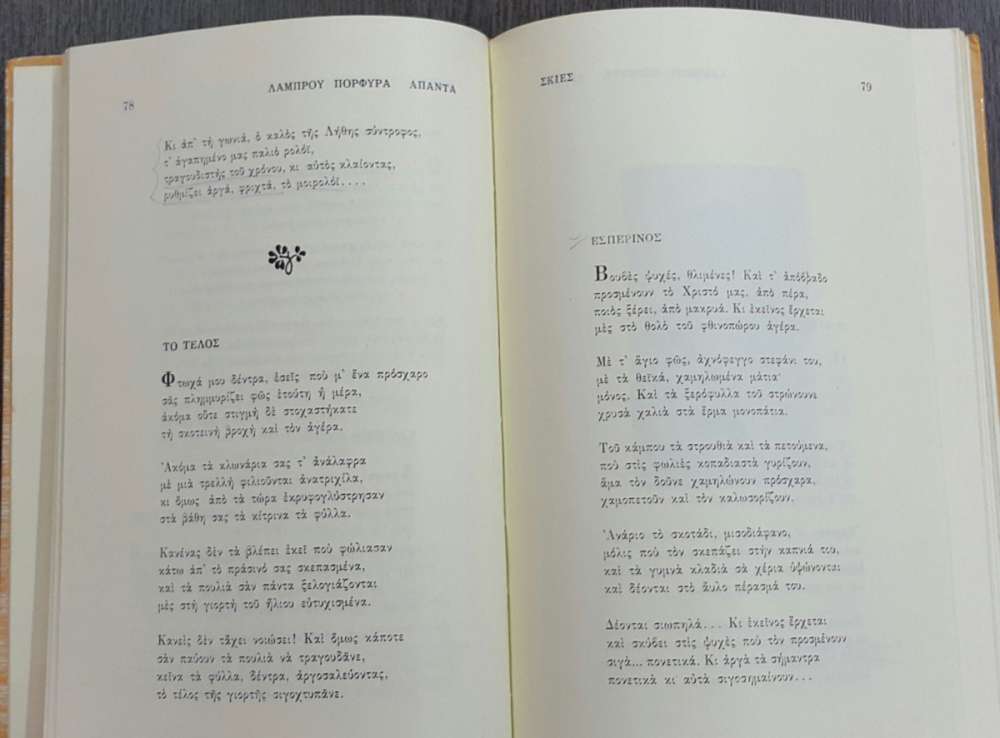 78
ΛΑΜΠΡΟΥ ΠΟΡΦΥΡΑ ΑΠΑΝΤΑ
Κι ἀπ' τὴ γωνιά, ὁ καλὸς τῆς Λήθης σύντροφος,
τ' ἀγαπημένο μας παλιὸ ρολόϊ,
τραγουδιστὴς τοῦ χρόνου, κι αὐτὸς κλαίοντας,
ρυθμίζει ἀργά, φριχτά, τὸ μοιρολόϊ....
ΤΟ ΤΕΛΟΣ
Φτωχά μου δέντρα, ἐσεῖς ποὺ μ' ἕνα πρόσχαρο
σᾶς πλημμυρίζει φῶς ἐτούτη ἡ μέρα,
ἀκόμα οὔτε στιγμὴ δὲ στοχαστήκατε
τὴ σκοτεινὴ βροχὴ καὶ τὸν ἀγέρα.
Ἀκόμα τὰ κλωνάρια σας τ' ἀνάλαφρα
μὲ μιὰ τρελλὴ φιλιοῦνται ἀνατριχίλα,
κι ὅμως ἀπὸ τὰ τώρα ἐκρυφογλύστρησαν
στὰ βάθη σας τὰ κίτρινα τὰ φύλλα.
Κανένας δὲν τὰ βλέπει ἐκεῖ ποὺ φώλιασαν
κάτω ἀπ' τὸ πράσινό σας σκεπασμένα,
καὶ τὰ πουλιὰ σὰν πάντα ξελογιάζονται
μὲς στὴ γιορτὴ τοῦ ἥλιου εὐτυχισμένα.
Κανεὶς δὲν τἄχει νοιώσει! Καὶ ὅμως κάποτε
σὰν παύουν τὰ πουλιὰ νὰ τραγουδᾶνε,
κεῖνα τὰ φύλλα, δέντρα, ἀργοσαλεύοντας,
τὸ τέλος τῆς γιορτῆς σιγοχτυπᾶνε.
ΣΚΙΕΣ
79
ΕΣΠΕΡΙΝΟΣ
Βουβὲς ψυχές, θλιμένες! Καὶ τ' ἀπόβραδο
προσμένουν τὸ Χριστό μας, ἀπὸ πέρα,
ποιὸς ξέρει, ἀπὸ μακρυά. Κι ἐκεῖνος ἔρχεται
μὲς στὸ θολὸ τοῦ φθινοπώρου ἀγέρα.
Μὲ τ' ἅγιο φῶς, ἀχνόφεγγο στεφάνι του,
μὲ τὰ θεϊκά, χαμηλωμένα μάτια·
μόνος. Καὶ τὰ ξερόφυλλα τοῦ στρώνουνε
χρυσὰ χαλιὰ στὰ ἔρμα μονοπάτια.
Τοῦ κάμπου τὰ στρουθιὰ καὶ τὰ πετούμενα,
ποὺ στὶς φωλιὲς κοπαδιαστὰ γυρίζουν,
ἅμα τὸν δοῦνε χαμηλώνουν πρόσχαρα,
χαμοπετοῦν καὶ τὸν καλωσορίζουν.
Ἀνάριο τὸ σκοτάδι, μισοδιάφανο,
μόλις ποὺ τὸν σκεπάζει στὴν καπνιά του,
καὶ τὰ γυμνὰ κλαδιὰ σὰ χέρια ὑψώνονται
καὶ δέονται στὸ ἄυλο πέρασμά του.
Δέονται σιωπηλά... Κι ἐκεῖνος ἔρχεται
καὶ σκύβει στὶς ψυχὲς ποὺ τὸν προσμένουν
σιγά... πονετικά. Κι ἀργὰ τὰ σήμαντρα
πονετικὰ κι' αὐτὰ σιγοσημαίνουν...